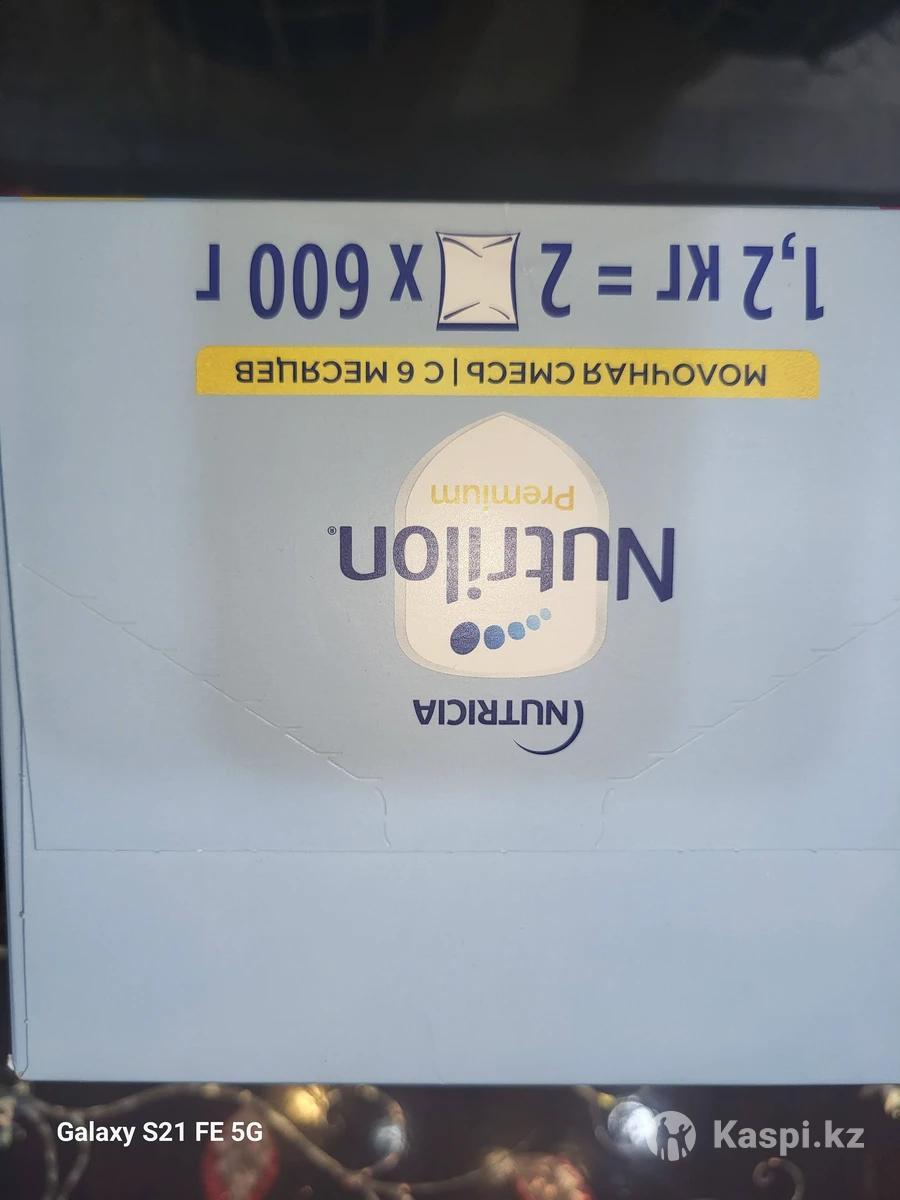 NUTRICIA
Nutrilon®
Premium
МОЛОЧНАЯ СМЕСЬ | С 6 МЕСЯЦЕВ
1,2 кг = 2 х 600 г
Galaxy S21 FE 5G
Kaspi.kz